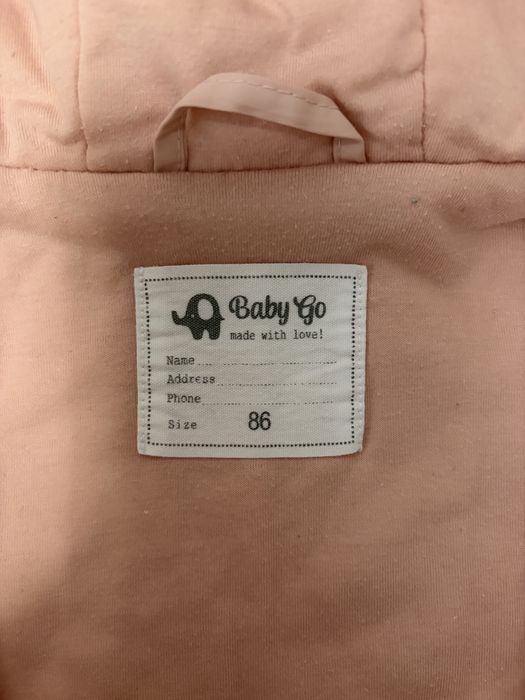 Baby Go
made with love!
Name
Address
Phone
Size 86